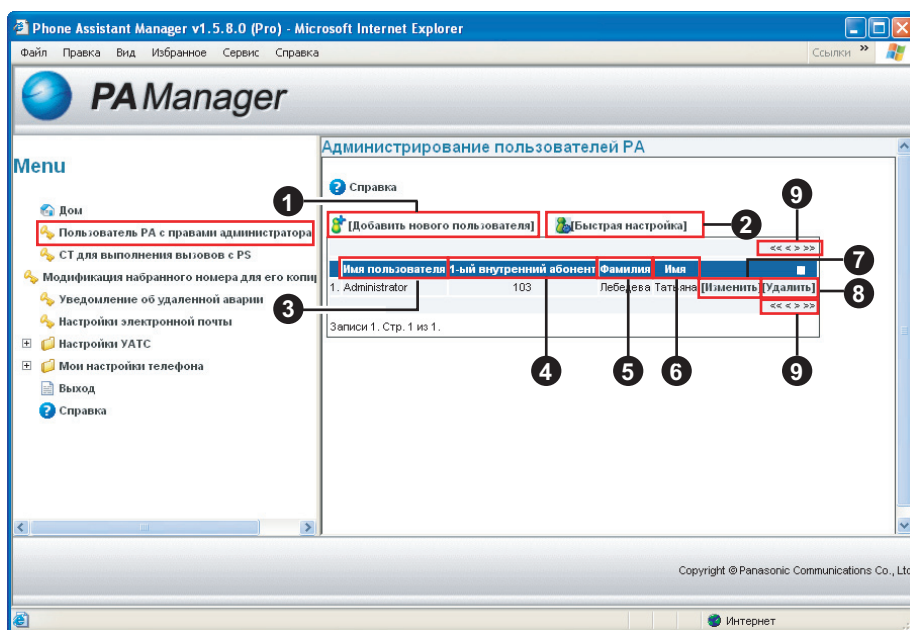 Phone Assistant Manager v1.5.8.0 (Pro) - Microsoft Internet Explorer
Файл Правка Вид Избранное Сервис Справка
Ссылки »
PA Manager
Menu
Дом
Пользователь PA с правами администратора
СТ для выполнения вызовов с PS
Модификация набранного номера для его копир
Уведомление об удаленной аварии
Настройки электронной почты
Настройки УАТС
Мои настройки телефона
Выход
Справка
Администрирование пользователей PA
Справка
1
[Добавить нового пользователя]
[Быстрая настройка]
2
9
<< < > >>
Имя пользователя 1-ый внутренний абонент Фамилия Имя
7
1. Administrator 103 Лебедева Татьяна [Изменить] [Удалить]
3
8
<< < > >>
Записи 1. Стр. 1 из 1.
4
5
6
9
Copyright © Panasonic Communications Co., Ltd
Интернет